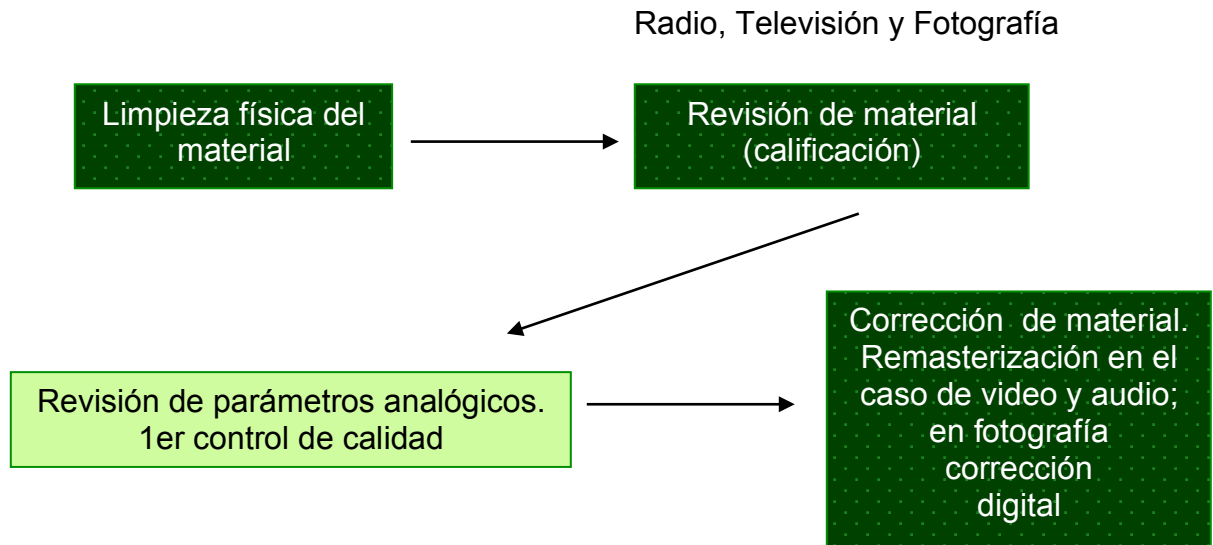 Radio, Televisión y Fotografía
Limpieza física del
material
Revisión de material
(calificación)
Revisión de parámetros analógicos.
1er control de calidad
Corrección de material.
Remasterización en el
caso de video y audio;
en fotografía
corrección
digital